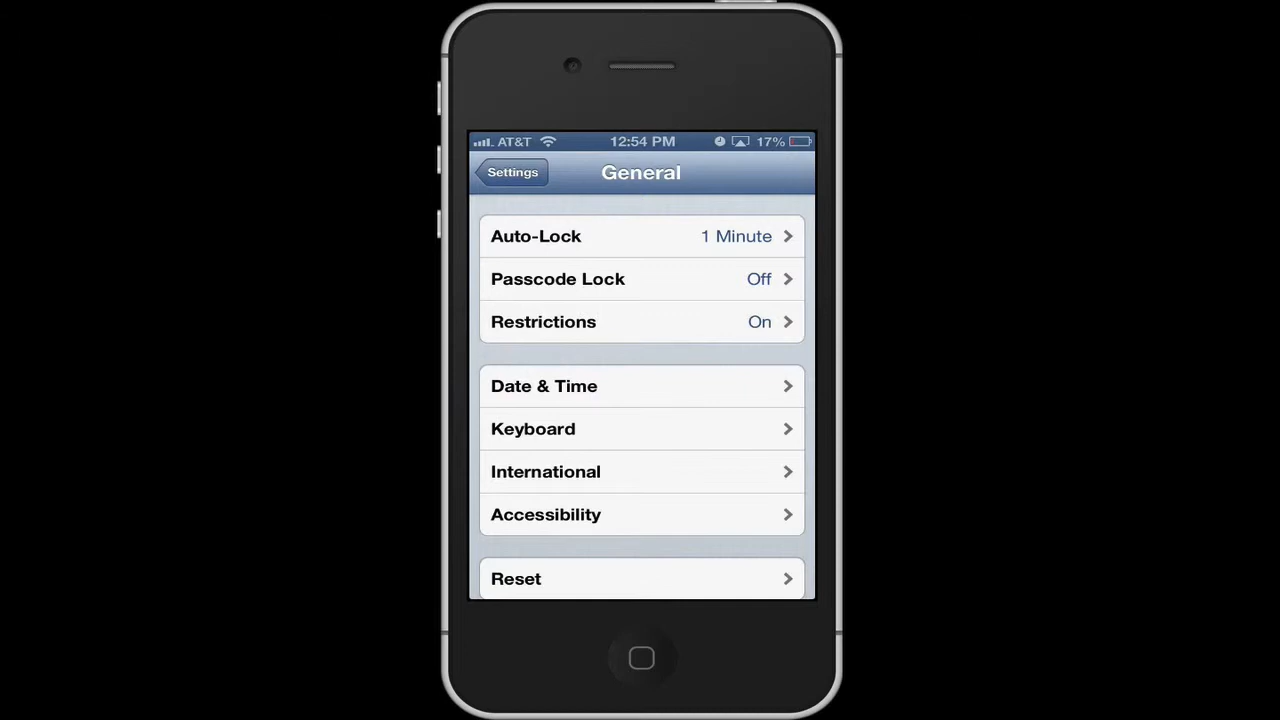 AT&T 12:54 PM 17%
Settings General
Auto-Lock 1 Minute
Passcode Lock Off
Restrictions On
Date & Time
Keyboard
International
Accessibility
Reset